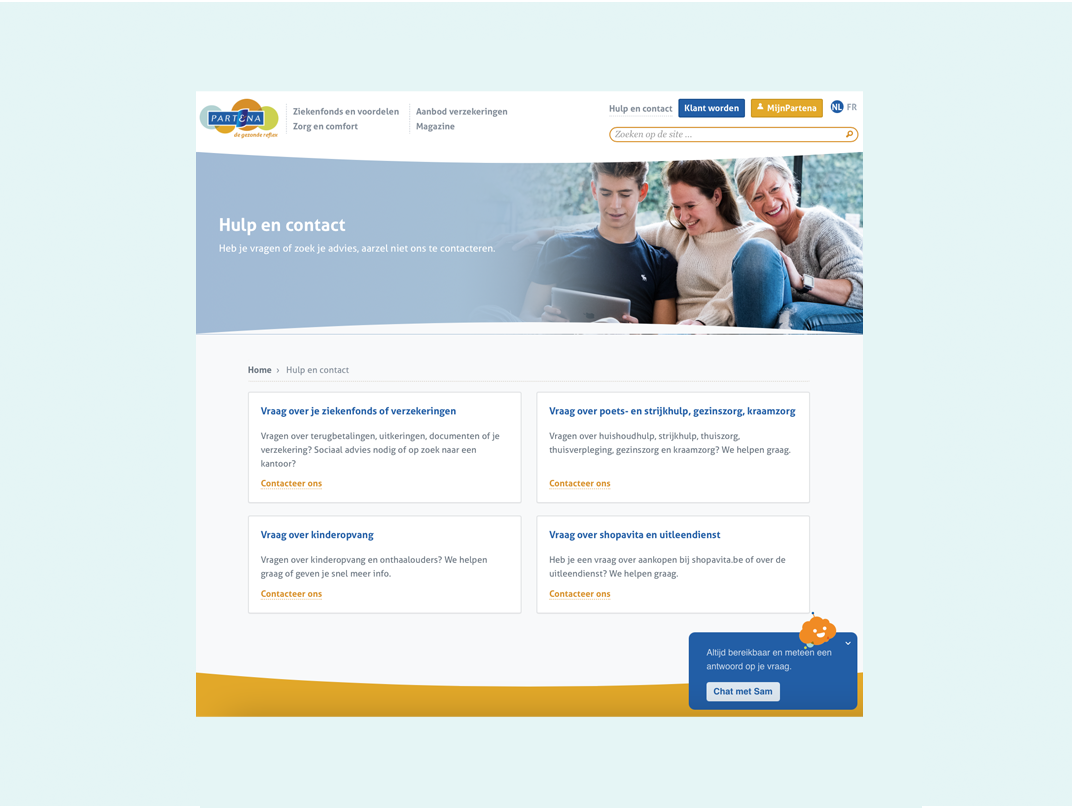 PARTENA
de gezonde reflex
Ziekenfonds en voordelen
Zorg en comfort
Aanbod verzekeringen
Magazine
Hulp en contact
Klant worden
MijnPartena
NL FR
Zoeken op de site ...
Hulp en contact
Heb je vragen of zoek je advies, aarzel niet ons te contacteren.
Home › Hulp en contact
Vraag over je ziekenfonds of verzekeringen
Vragen over terugbetalingen, uitkeringen, documenten of je
verzekering? Sociaal advies nodig of op zoek naar een
kantoor?
Contacteer ons
Vraag over poets- en strijkhulp, gezinszorg, kraamzorg
Vragen over huishoudhulp, strijkhulp, thuiszorg,
thuisverpleging, gezinszorg en kraamzorg? We helpen graag.
Contacteer ons
Vraag over kinderopvang
Vragen over kinderopvang en onthaalouders? We helpen
graag of geven je snel meer info.
Contacteer ons
Vraag over shopavita en uitleendienst
Heb je een vraag over aankopen bij shopavita.be of over de
uitleendienst? We helpen graag.
Contacteer ons
Altijd bereikbaar en meteen een
antwoord op je vraag.
Chat met Sam